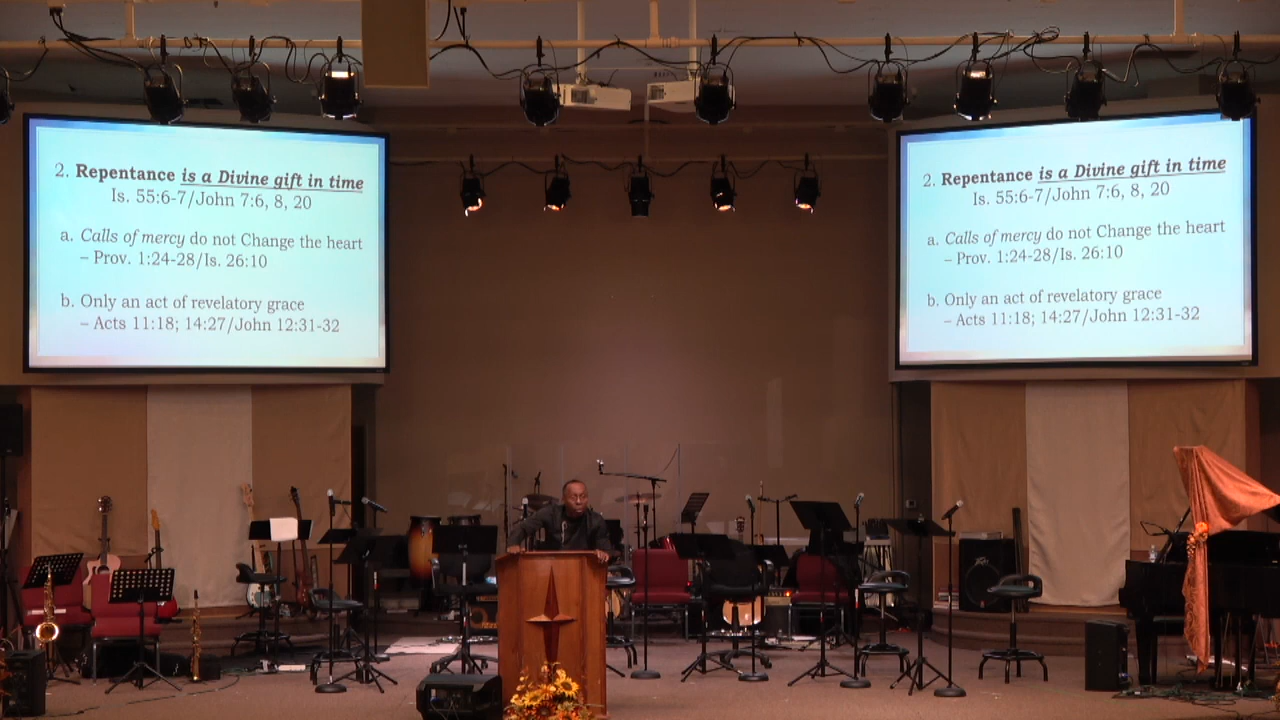 2. Repentance is a Divine gift in time
Is. 55:6-7/John 7:6, 8, 20
a. Calls of mercy do not Change the heart
– Prov. 1:24-28/Is. 26:10
b. Only an act of revelatory grace
– Acts 11:18; 14:27/John 12:31-32
2. Repentance is a Divine gift in time
Is. 55:6-7/John 7:6, 8, 20
a. Calls of mercy do not Change the heart
– Prov. 1:24-28/Is. 26:10
b. Only an act of revelatory grace
– Acts 11:18; 14:27/John 12:31-32